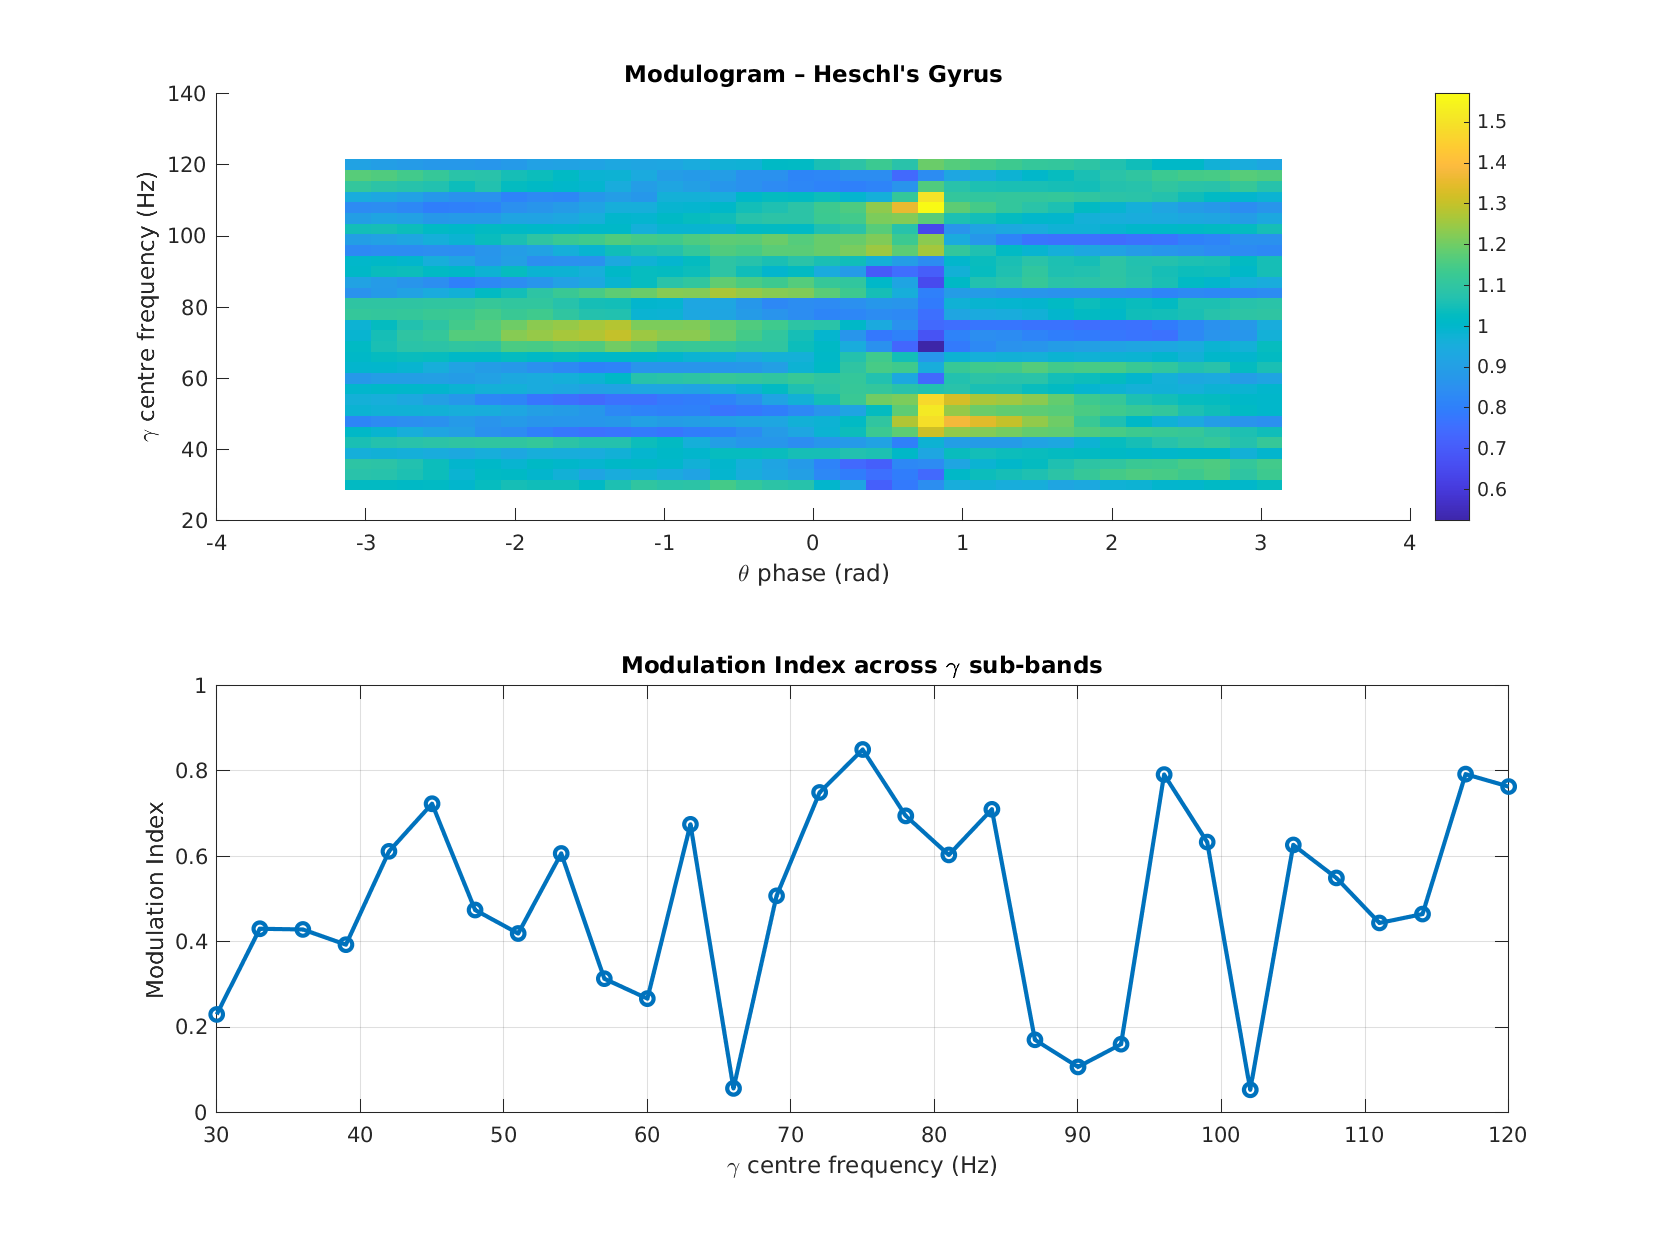 Modulogram – Heschl's Gyrus
140
120
100
80
60
40
20
γ centre frequency (Hz)
-4 -3 -2 -1 0 1 2 3 4
θ phase (rad)
1.5
1.4
1.3
1.2
1.1
1
0.9
0.8
0.7
0.6
Modulation Index across γ sub-bands
1
0.8
0.6
0.4
0.2
0
Modulation Index
30 40 50 60 70 80 90 100 110 120
γ centre frequency (Hz)